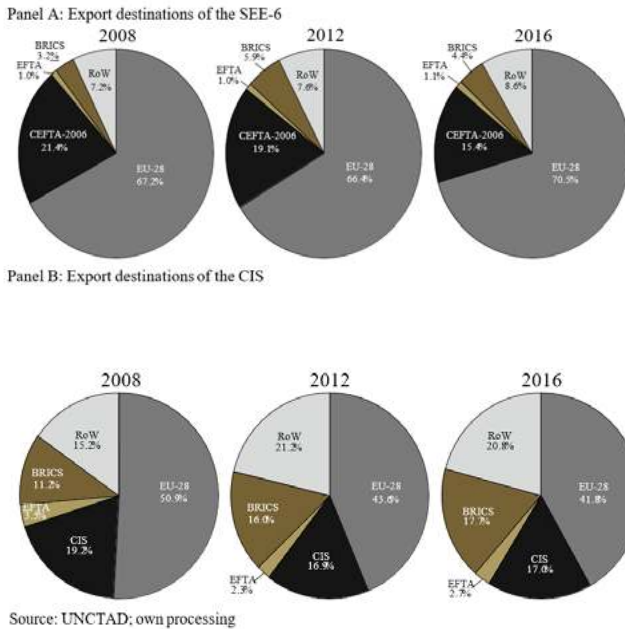 Panel A: Export destinations of the SEE-6
2008
2012
2016
BRICS
3.2%
EFTA
1.0%
RoW
7.2%
CEFTA-2006
21.4%
EU-28
67.2%
BRICS
5.9%
EFTA
1.0%
RoW
7.6%
CEFTA-2006
19.1%
EU-28
66.4%
BRICS
4.4%
EFTA
1.1%
RoW
8.6%
CEFTA-2006
15.4%
EU-28
70.5%
Panel B: Export destinations of the CIS
2008
2012
2016
RoW
15.2%
BRICS
11.2%
EFTA
3.5%
CIS
19.2%
EU-28
50.9%
RoW
21.2%
BRICS
16.0%
EFTA
2.3%
CIS
16.9%
EU-28
43.6%
RoW
20.8%
BRICS
17.7%
EFTA
2.7%
CIS
17.0%
EU-28
41.8%
Source: UNCTAD; own processing